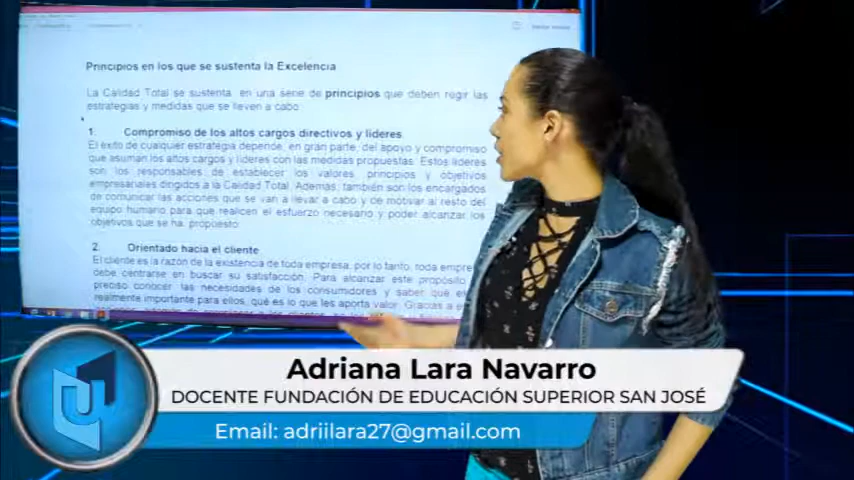 Principios en los que se sustenta la Excelencia
La Calidad Total se sustenta, en una serie de principios que deben regir las
estrategias y medidas que se lleven a cabo.
1. Compromiso de los altos cargos directivos y líderes
El éxito de cualquier estrategia depende, en gran parte, del apoyo y compromiso
que asuman los altos cargos y líderes con las medidas propuestas. Estos líderes
son los responsables de establecer los valores, principios y objetivos
empresariales dirigidos a la Calidad Total. Además, también son los encargados
de comunicar las acciones que se van a llevar a cabo y de motivar al resto del
equipo humano para que realicen el esfuerzo necesario y poder alcanzar los
objetivos que se ha propuesto.
2. Orientado hacia el cliente
El cliente es la razón de la existencia de toda empresa, por lo tanto, toda empre
debe centrarse en buscar su satisfacción. Para alcanzar este propósito
preciso conocer las necesidades de los consumidores y saber qué e
realmente importante para ellos, qué es lo que les aporta valor. Gracias a e
Adriana Lara Navarro
DOCENTE FUNDACIÓN DE EDUCACIÓN SUPERIOR SAN JOSÉ
Email: adriilara27@gmail.com